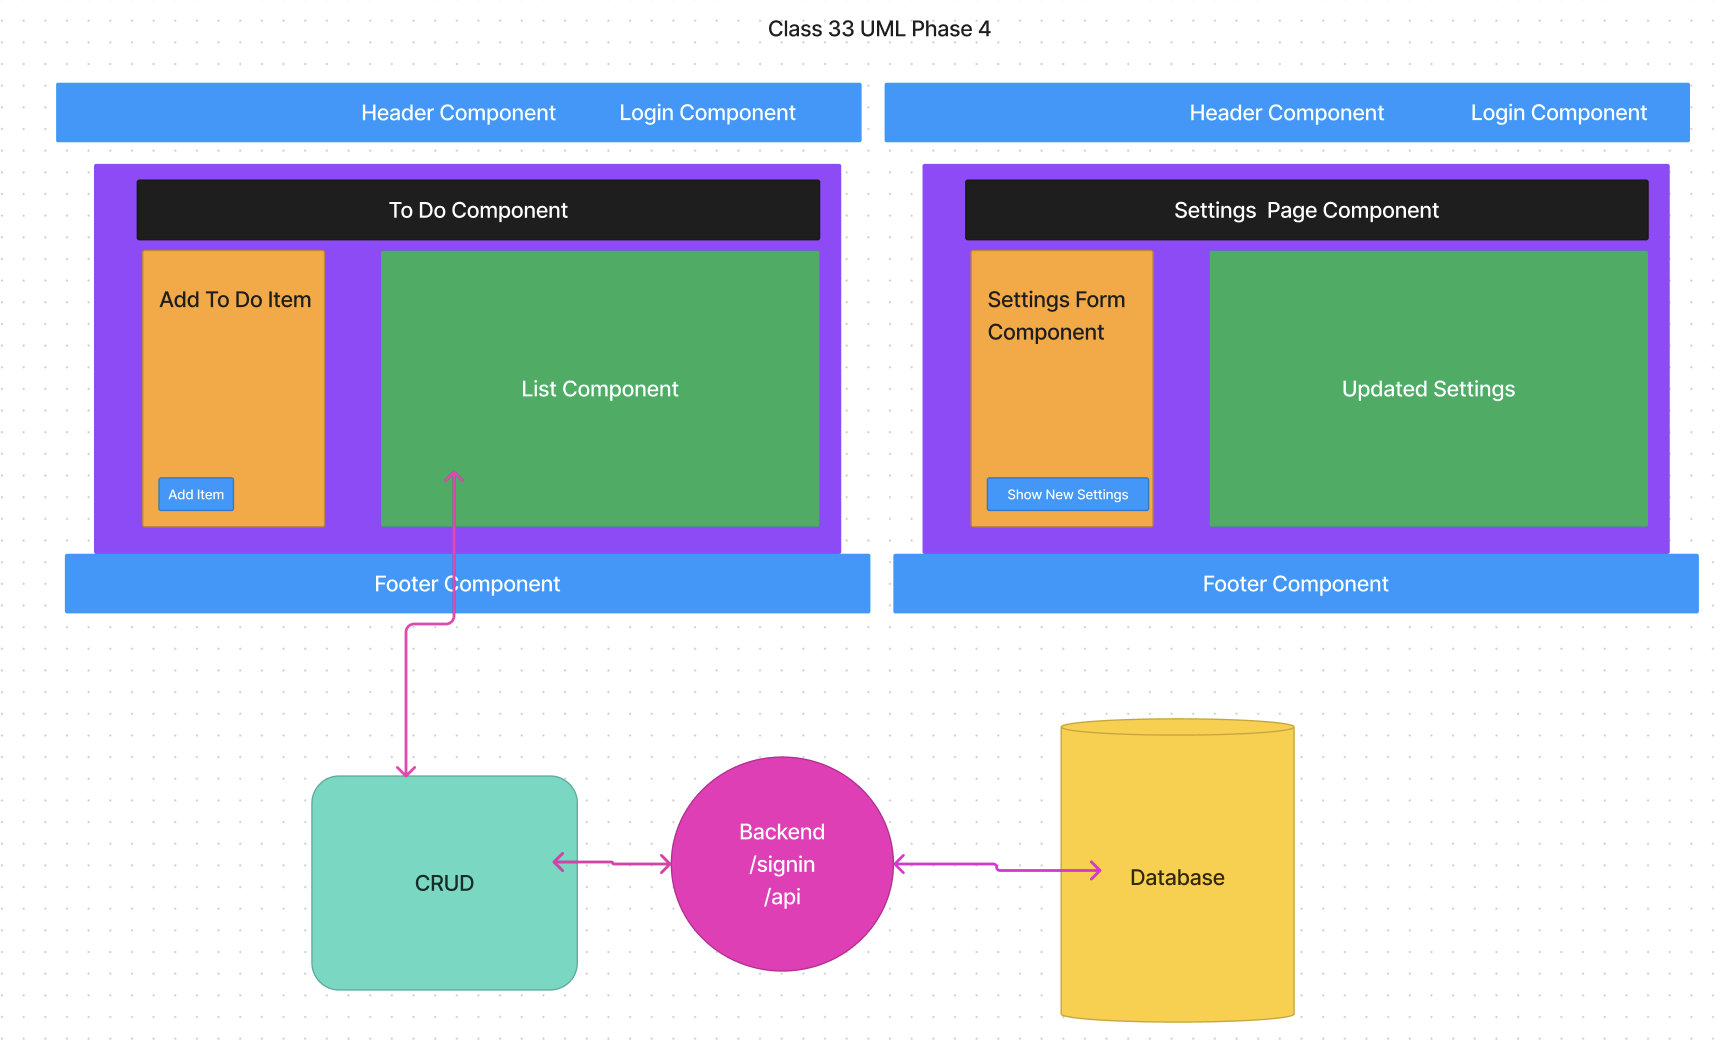 Class 33 UML Phase 4
Header Component
Login Component
To Do Component
Add To Do Item
List Component
Add Item
Footer Component
Header Component
Login Component
Settings  Page Component
Settings Form
Component
Updated Settings
Show New Settings
Footer Component
CRUD
Backend
/signin
/api
Database